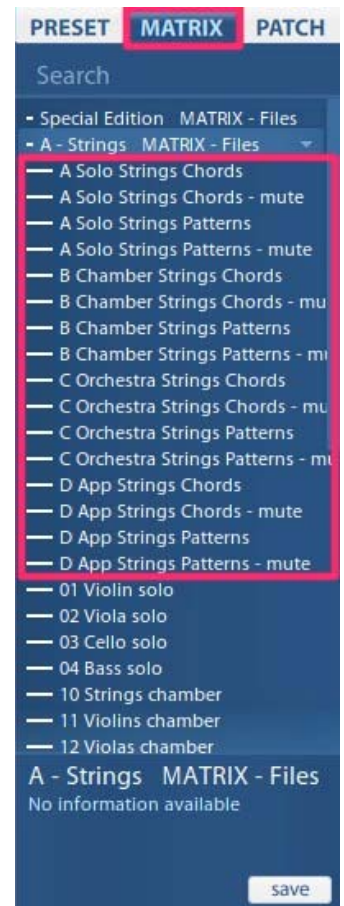 PRESET MATRIX PATCH
Search
- Special Edition MATRIX - Files
- A - Strings MATRIX - Files
A Solo Strings Chords
A Solo Strings Chords - mute
A Solo Strings Patterns
A Solo Strings Patterns - mute
B Chamber Strings Chords
B Chamber Strings Chords - mu
B Chamber Strings Patterns
B Chamber Strings Patterns - mu
C Orchestra Strings Chords
C Orchestra Strings Chords - mu
C Orchestra Strings Patterns
C Orchestra Strings Patterns - mu
D App Strings Chords
D App Strings Chords - mute
D App Strings Patterns
D App Strings Patterns - mute
01 Violin solo
02 Viola solo
03 Cello solo
04 Bass solo
10 Strings chamber
11 Violins chamber
12 Violas chamber
A - Strings MATRIX - Files
No information available
save